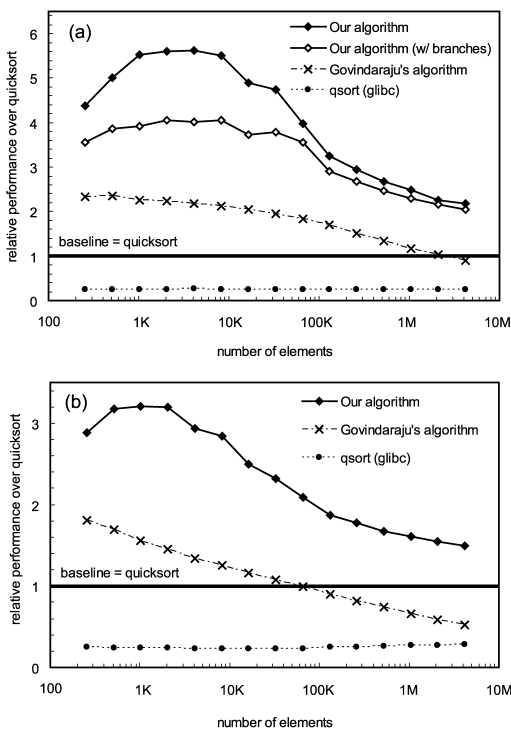 (a)
Our algorithm
Our algorithm (w/ branches)
Govindaraju's algorithm
qsort (glibc)
relative performance over quicksort
6
5
4
3
2
1
0
baseline = quicksort
100 1K 10K 100K 1M 10M
number of elements
(b)
Our algorithm
Govindaraju's algorithm
qsort (glibc)
relative performance over quicksort
3
2
1
0
baseline = quicksort
100 1K 10K 100K 1M 10M
number of elements